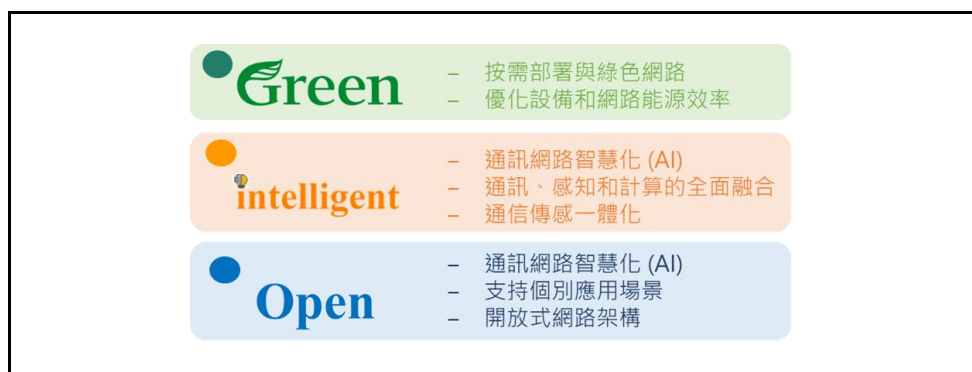 Green
– 按需部署與綠色網路
– 優化設備和網路能源效率
intelligent
– 通訊網路智慧化 (AI)
– 通訊、感知和計算的全面融合
– 通信傳感一體化
Open
– 通訊網路智慧化 (AI)
– 支持個別應用場景
– 開放式網路架構